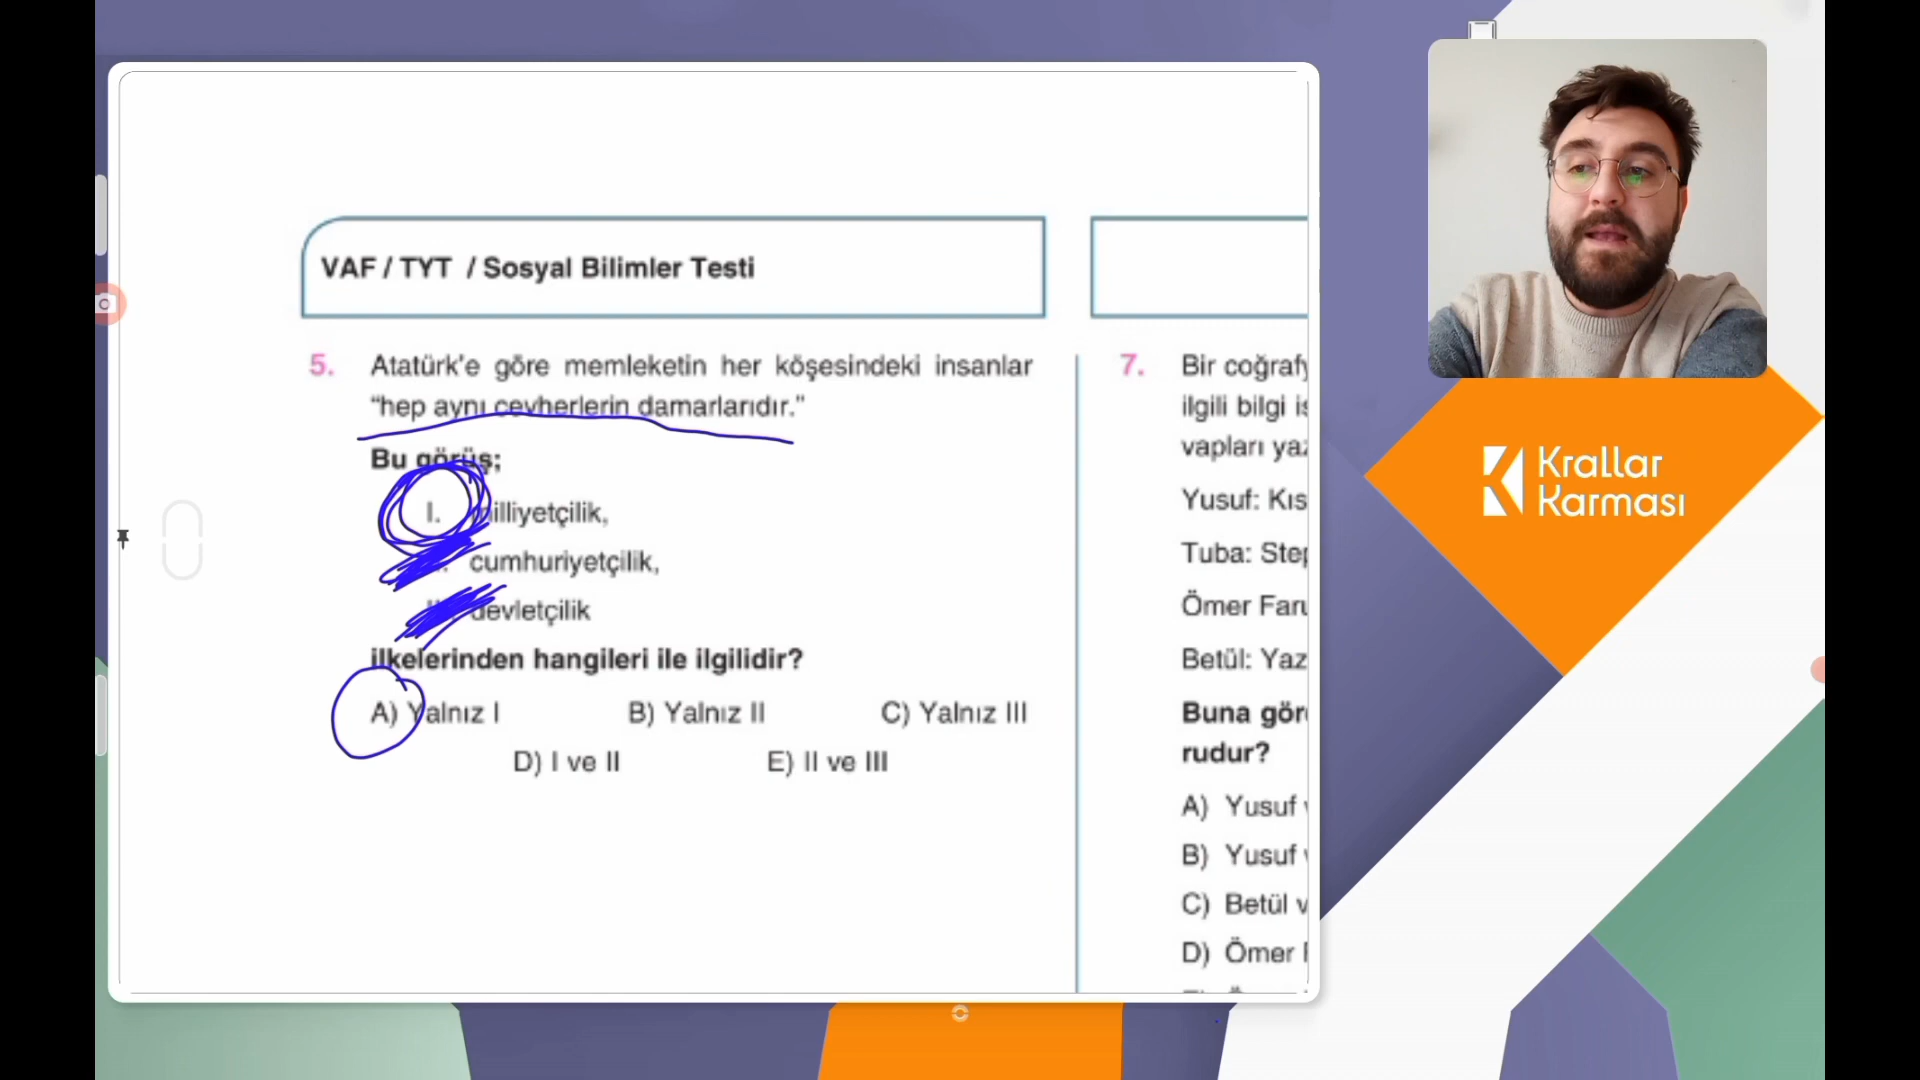 VAF / TYT / Sosyal Bilimler Testi
5. Atatürk'e göre memleketin her köşesindeki insanlar
“hep aynı cevherlerin damarlarıdır.”
Bu görüş;
I. milliyetçilik,
cumhuriyetçilik,
devletçilik
ilkelerinden hangileri ile ilgilidir?
A) Yalnız I B) Yalnız II C) Yalnız III
D) I ve II E) II ve III
7. Bir coğrafy
ilgili bilgi
vapları
Yusuf: Kıs
Tuba: Step
Ömer Faru
Betül: Yaz
Buna gör
rudur?
A) Yusuf
B) Yusuf
C) Betül v
D) Ömer
Krallar
Karması